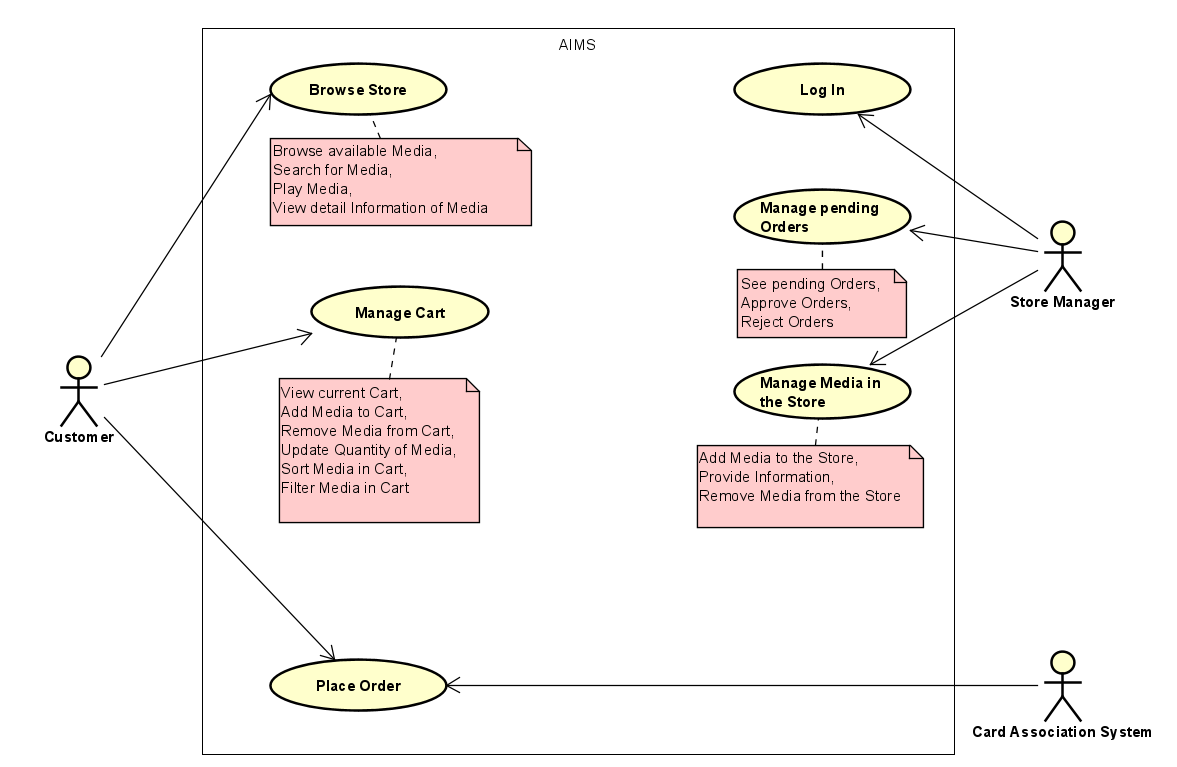 AIMS
Browse Store
Browse available Media,
Search for Media,
Play Media,
View detail Information of Media
Manage Cart
View current Cart,
Add Media to Cart,
Remove Media from Cart,
Update Quantity of Media,
Sort Media in Cart,
Filter Media in Cart
Place Order
Customer
Log In
Manage pending
Orders
See pending Orders,
Approve Orders,
Reject Orders
Manage Media in
the Store
Add Media to the Store,
Provide Information,
Remove Media from the Store
Store Manager
Card Association System